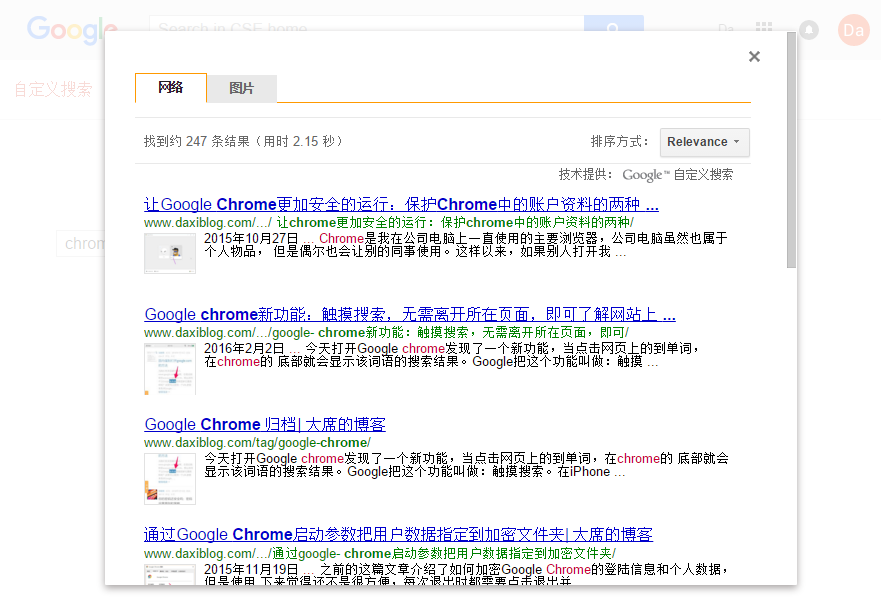 Google
Search in CSE home
Da
自定义搜索
chrom
网络
图片
找到约 247 条结果（用时 2.15 秒）
排序方式：
Relevance
技术提供： Google™ 自定义搜索
让Google Chrome更加安全的运行：保护Chrome中的账户资料的两种 ...
www.daxiblog.com/.../ 让chrome更加安全的运行：保护chrome中的账户资料的两种/
2015年10月27日 ... Chrome是我在公司电脑上一直使用的主要浏览器，公司电脑虽然也属于
个人物品， 但是偶尔也会让别的同事使用。这样以来，如果别人打开我 ...
Google chrome新功能：触摸搜索，无需离开所在页面，即可了解网站上 ...
www.daxiblog.com/.../google- chrome新功能：触摸搜索，无需离开所在页面，即可/
2016年2月2日 ... 今天打开Google chrome发现了一个新功能，当点击网页上的到单词，
在chrome的 底部就会显示该词语的搜索结果。Google把这个功能叫做：触摸 ...
Google Chrome 归档| 大席的博客
www.daxiblog.com/tag/google-chrome/
今天打开Google chrome发现了一个新功能，当点击网页上的到单词，在chrome的 底部就会
显示该词语的搜索结果。Google把这个功能叫做：触摸搜索。在iPhone ...
通过Google Chrome启动参数把用户数据指定到加密文件夹| 大席的博客
www.daxiblog.com/.../通过google- chrome启动参数把用户数据指定到加密文件夹/
2015年11月19日 ... 之前的这篇文章介绍了如何加密Google Chrome的登陆信息和个人数据，
但是使用 下来觉得还不是很方便，每次退出时都需要点击退出并